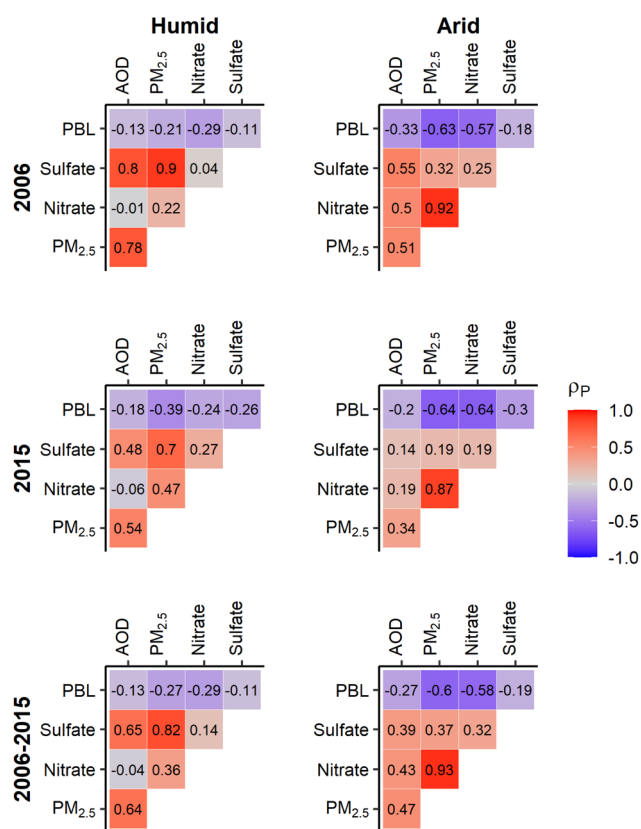 Humid Arid
AOD PM2.5 Nitrate Sulfate AOD PM2.5 Nitrate Sulfate
2006
PBL -0.13 -0.21 -0.29 -0.11 PBL -0.33 -0.63 -0.57 -0.18
Sulfate 0.8 0.9 0.04 Sulfate 0.55 0.32 0.25
Nitrate -0.01 0.22 Nitrate 0.5 0.92
PM2.5 0.78 PM2.5 0.51
AOD PM2.5 Nitrate Sulfate AOD PM2.5 Nitrate Sulfate
2015
PBL -0.18 -0.39 -0.24 -0.26 PBL -0.2 -0.64 -0.64 -0.3
Sulfate 0.48 0.7 0.27 Sulfate 0.14 0.19 0.19
Nitrate -0.06 0.47 Nitrate 0.19 0.87
PM2.5 0.54 PM2.5 0.34
ρP
1.0
0.5
0.0
-0.5
-1.0
AOD PM2.5 Nitrate Sulfate AOD PM2.5 Nitrate Sulfate
2006-2015
PBL -0.13 -0.27 -0.29 -0.11 PBL -0.27 -0.6 -0.58 -0.19
Sulfate 0.65 0.82 0.14 Sulfate 0.39 0.37 0.32
Nitrate -0.04 0.36 Nitrate 0.43 0.93
PM2.5 0.64 PM2.5 0.47